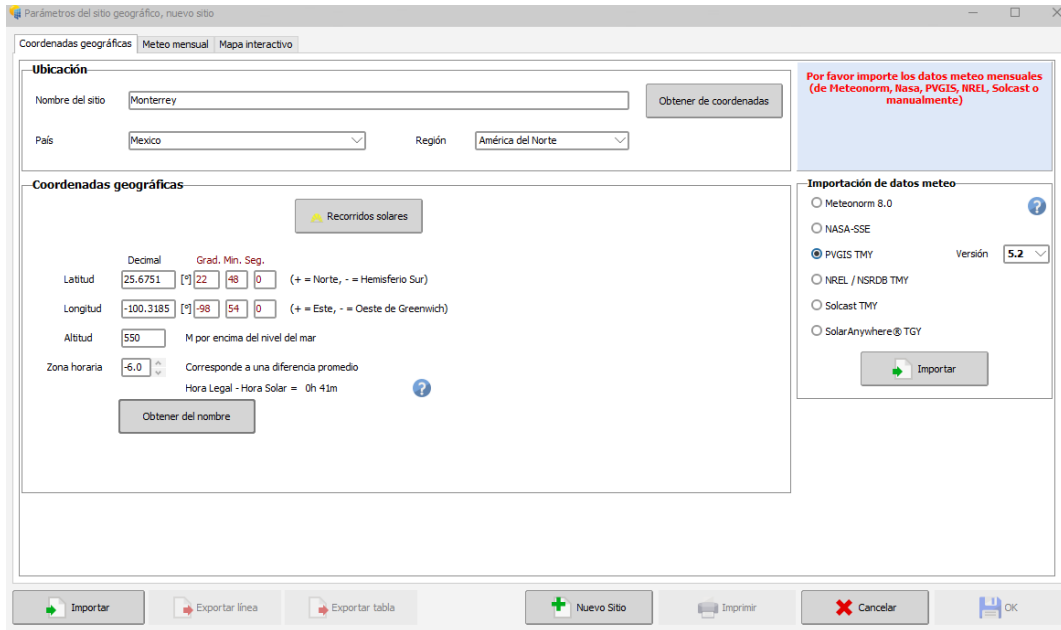 Parámetros del sitio geográfico, nuevo sitio
Coordenadas geográficas Meteo mensual Mapa interactivo
Ubicación
Nombre del sitio Monterrey Obtener de coordenadas
País Mexico Región América del Norte
Por favor importe los datos meteo mensuales
(de Meteonorm, Nasa, PVGIS, NREL, Solcast o
manualmente)
Coordenadas geográficas
Recorridos solares
Decimal Grad. Min. Seg.
Latitud 25.6751 [°] 22 48 0 (+ = Norte, - = Hemisferio Sur)
Longitud -100.3185 [°] -98 54 0 (+ = Este, - = Oeste de Greenwich)
Altitud 550 M por encima del nivel del mar
Zona horaria -6.0 Corresponde a una diferencia promedio
Hora Legal - Hora Solar = 0h 41m ?
Obtener del nombre
Importación de datos meteo
Meteonorm 8.0 ?
NASA-SSE
PVGIS TMY Versión 5.2
NREL / NSRDB TMY
Solcast TMY
SolarAnywhere® TGY
Importar
Importar Exportar línea Exportar tabla Nuevo Sitio Imprimir Cancelar OK